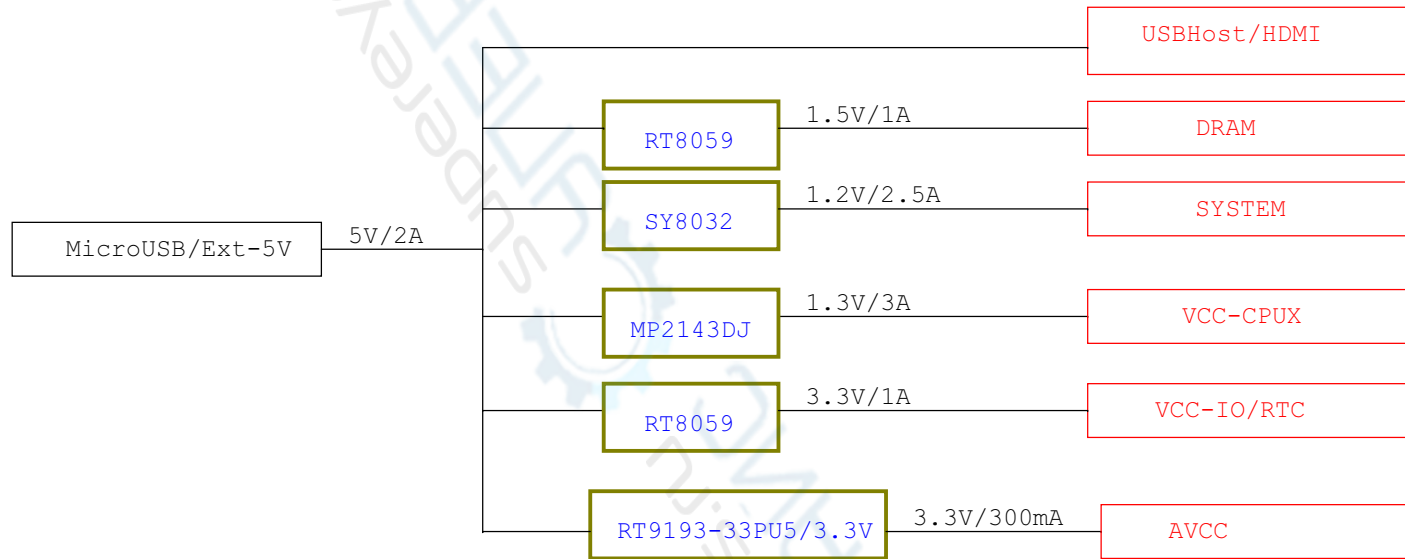 USBHost/HDMI
1.5V/1A
RT8059
DRAM
1.2V/2.5A
SY8032
SYSTEM
MicroUSB/Ext-5V
5V/2A
1.3V/3A
MP2143DJ
VCC-CPUX
3.3V/1A
RT8059
VCC-IO/RTC
RT9193-33PU5/3.3V
3.3V/300mA
AVCC